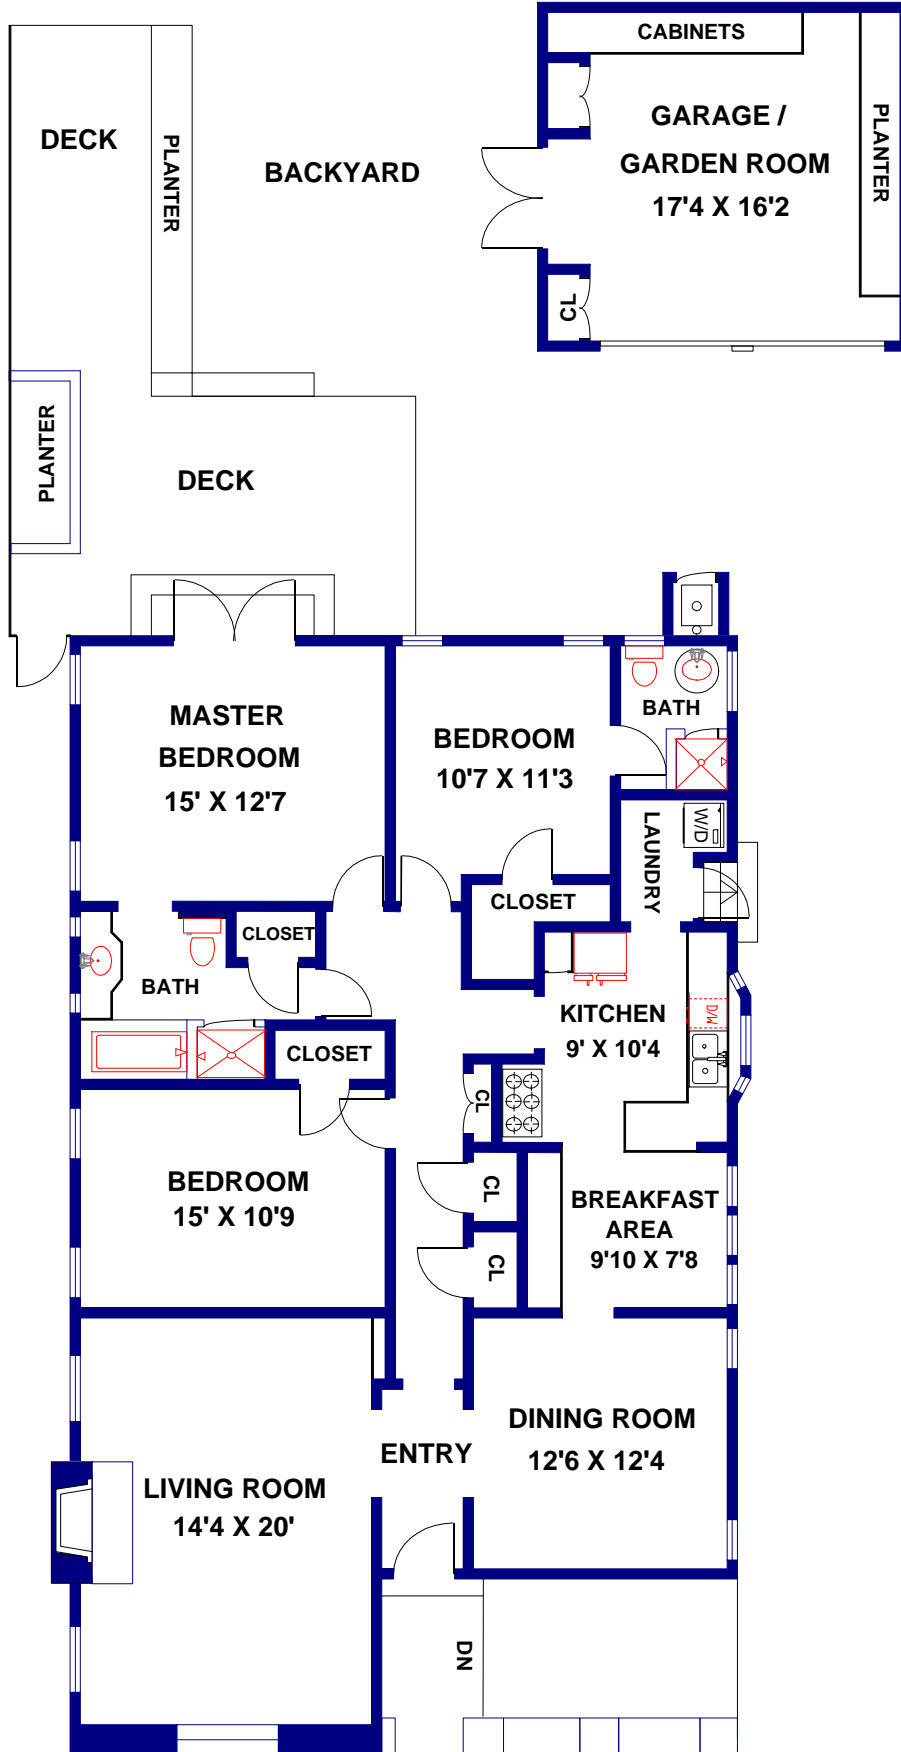 CABINETS
DECK
PLANTER
BACKYARD
GARAGE /
GARDEN ROOM
17'4 X 16'2
PLANTER
CL
PLANTER
DECK
MASTER
BEDROOM
15' X 12'7
BEDROOM
10'7 X 11'3
BATH
LAUNDRY
W/D
CLOSET
CLOSET
BATH
KITCHEN
9' X 10'4
D/W
CLOSET
CL
BEDROOM
15' X 10'9
CL
BREAKFAST
AREA
9'10 X 7'8
CL
DINING ROOM
12'6 X 12'4
ENTRY
LIVING ROOM
14'4 X 20'
DN